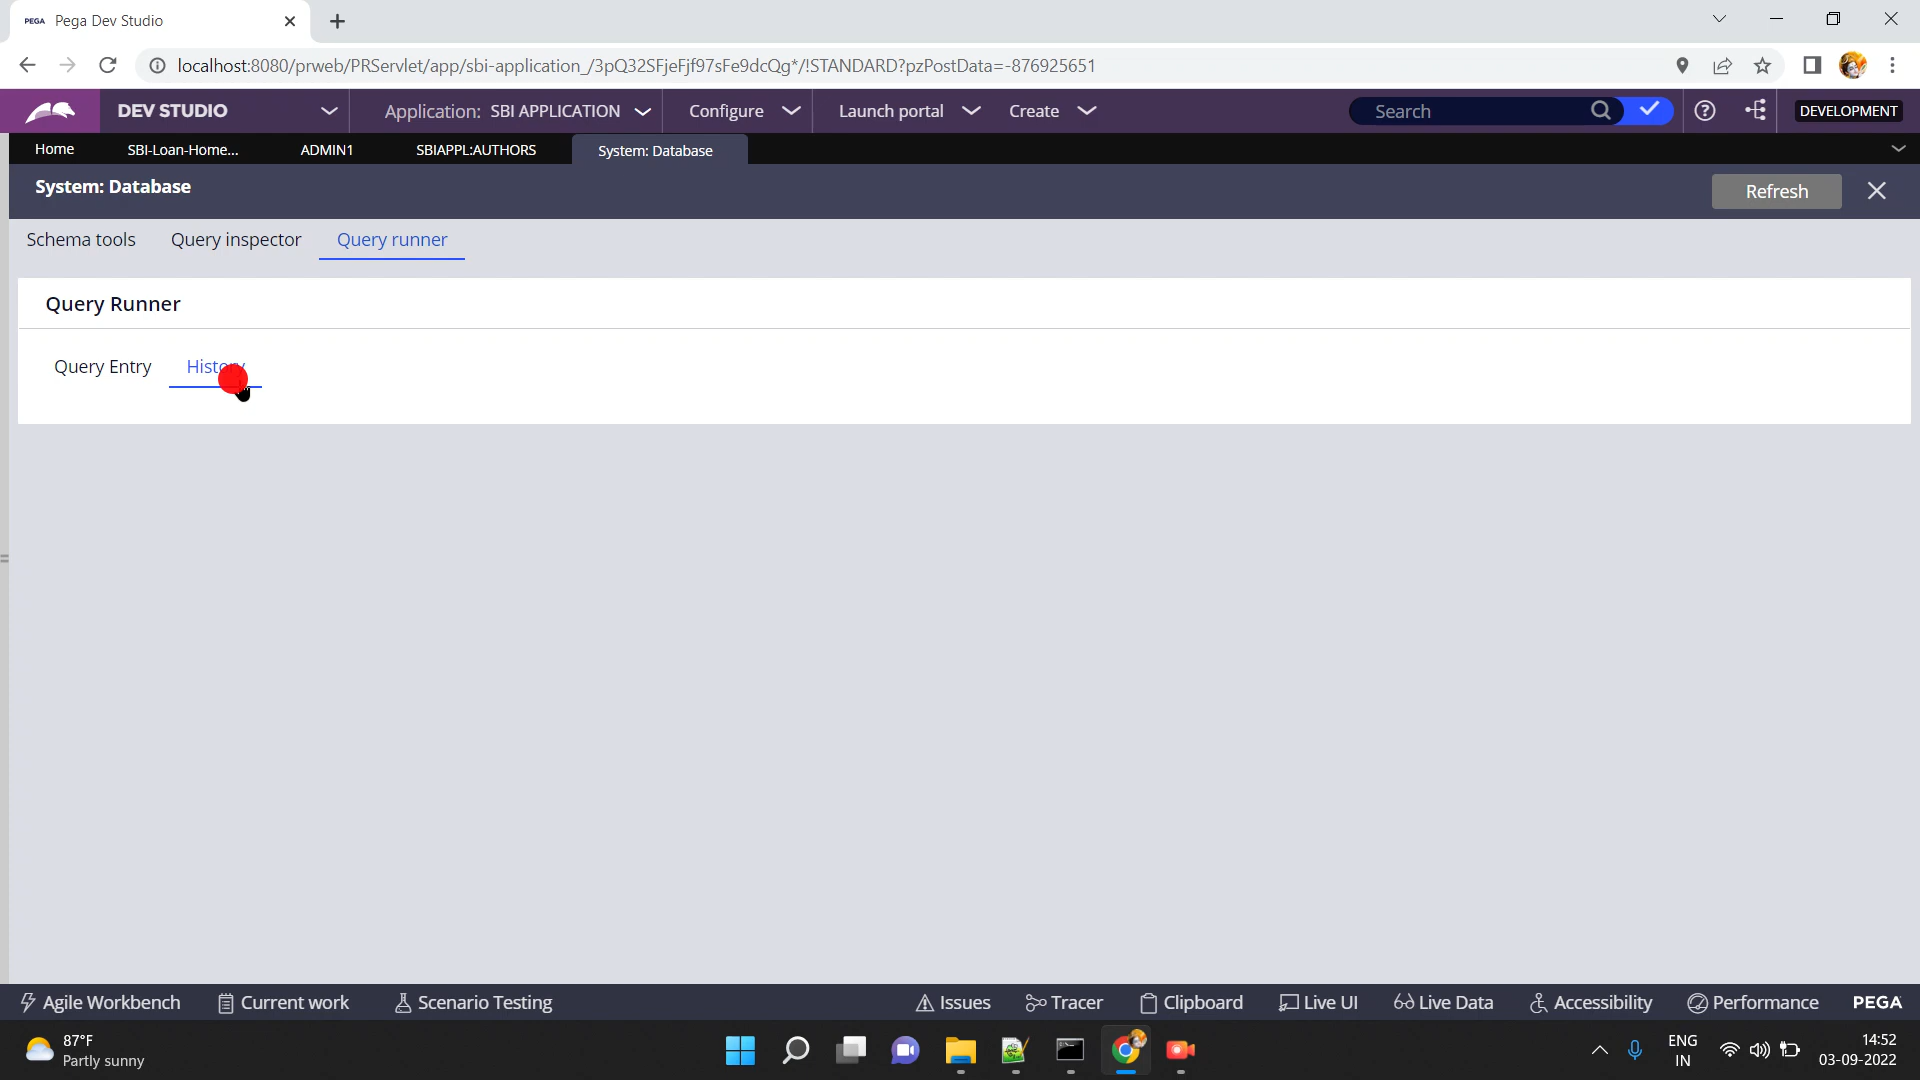 PEGA Pega Dev Studio
localhost:8080/prweb/PRServlet/app/sbi-application_/3pQ32SFjeFjf97sFe9dcQg*/!STANDARD?pzPostData=-876925651
DEV STUDIO Application: SBI APPLICATION Configure Launch portal Create Search DEVELOPMENT
Home SBI-Loan-Home... ADMIN1 SBIAPPL:AUTHORS System: Database
System: Database Refresh
Schema tools Query inspector Query runner
Query Runner
Query Entry History
Agile Workbench Current work Scenario Testing Issues Tracer Clipboard Live UI Live Data Accessibility Performance PEGA
87°F
Partly sunny
ENG
IN
14:52
03-09-2022